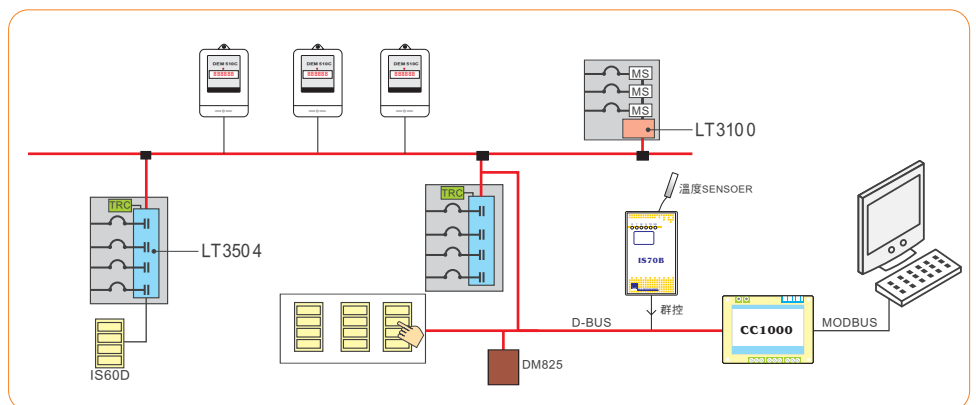 DEM 510C
DEM 510C
DEM 510C
MS
MS
MS
LT3100
TRC
LT3504
IS60D
TRC
溫度SENSOER
IS70B
群控
D-BUS
DM825
CC1000
MODBUS